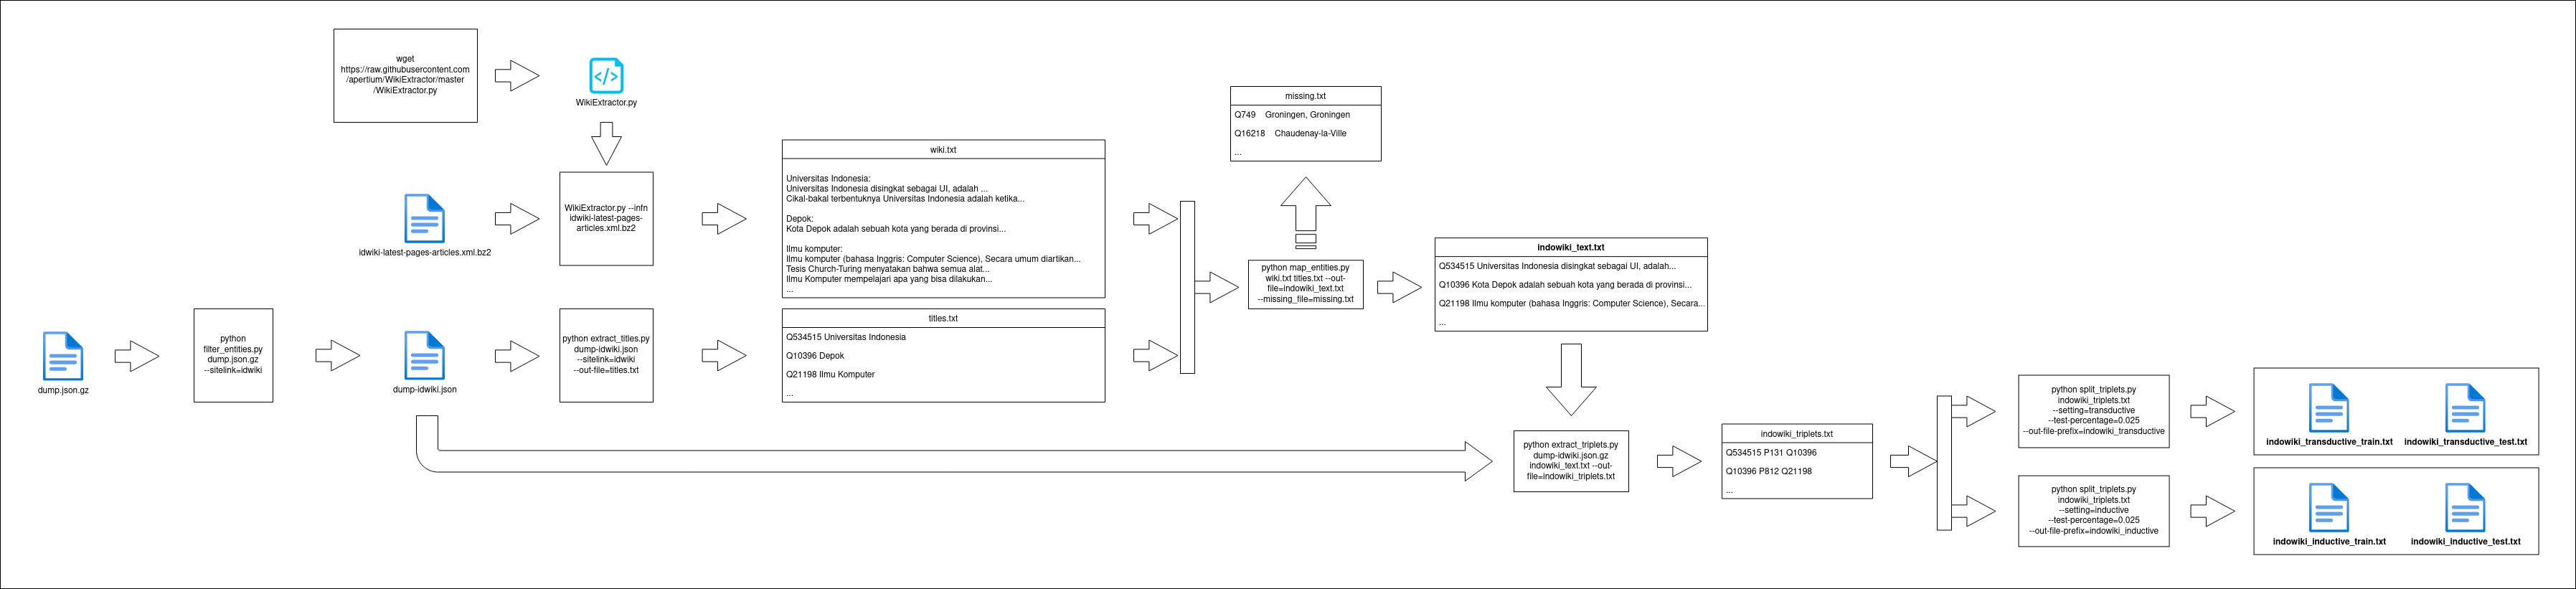 wget
https://raw.githubusercontent.com
/apertium/WikiExtractor/master
/WikiExtractor.py
WikiExtractor.py
idwiki-latest-pages-articles.xml.bz2
WikiExtractor.py --infn
idwiki-latest-pages-
articles.xml.bz2
wiki.txt
Universitas Indonesia:
Universitas Indonesia disingkat sebagai UI, adalah ...
Cikal-bakal terbentuknya Universitas Indonesia adalah ketika...
Depok:
Kota Depok adalah sebuah kota yang berada di provinsi...
Ilmu komputer:
Ilmu komputer (bahasa Inggris: Computer Science), Secara umum diartikan...
Tesis Church-Turing menyatakan bahwa semua alat...
Ilmu Komputer mempelajari apa yang bisa dilakukan...
...
dump.json.gz
python
filter_entities.py
dump.json.gz
--sitelink=idwiki
dump-idwiki.json
python extract_titles.py
dump-idwiki.json
--sitelink=idwiki
--out-file=titles.txt
titles.txt
Q534515 Universitas Indonesia
Q10396 Depok
Q21198 Ilmu Komputer
...
missing.txt
Q749    Groningen, Groningen
Q16218    Chaudenay-la-Ville
...
python map_entities.py
wiki.txt titles.txt --out-
file=indowiki_text.txt
--missing_file=missing.txt
indowiki_text.txt
Q534515 Universitas Indonesia disingkat sebagai UI, adalah...
Q10396 Kota Depok adalah sebuah kota yang berada di provinsi...
Q21198 Ilmu komputer (bahasa Inggris: Computer Science), Secara...
...
python extract_triplets.py
dump-idwiki.json.gz
indowiki_text.txt --out-
file=indowiki_triplets.txt
indowiki_triplets.txt
Q534515 P131 Q10396
Q10396 P812 Q21198
...
python split_triplets.py
indowiki_triplets.txt
--setting=transductive
--test-percentage=0.025
--out-file-prefix=indowiki_transductive
indowiki_transductive_train.txt
indowiki_transductive_test.txt
python split_triplets.py
indowiki_triplets.txt
--setting=inductive
--test-percentage=0.025
--out-file-prefix=indowiki_inductive
indowiki_inductive_train.txt
indowiki_inductive_test.txt